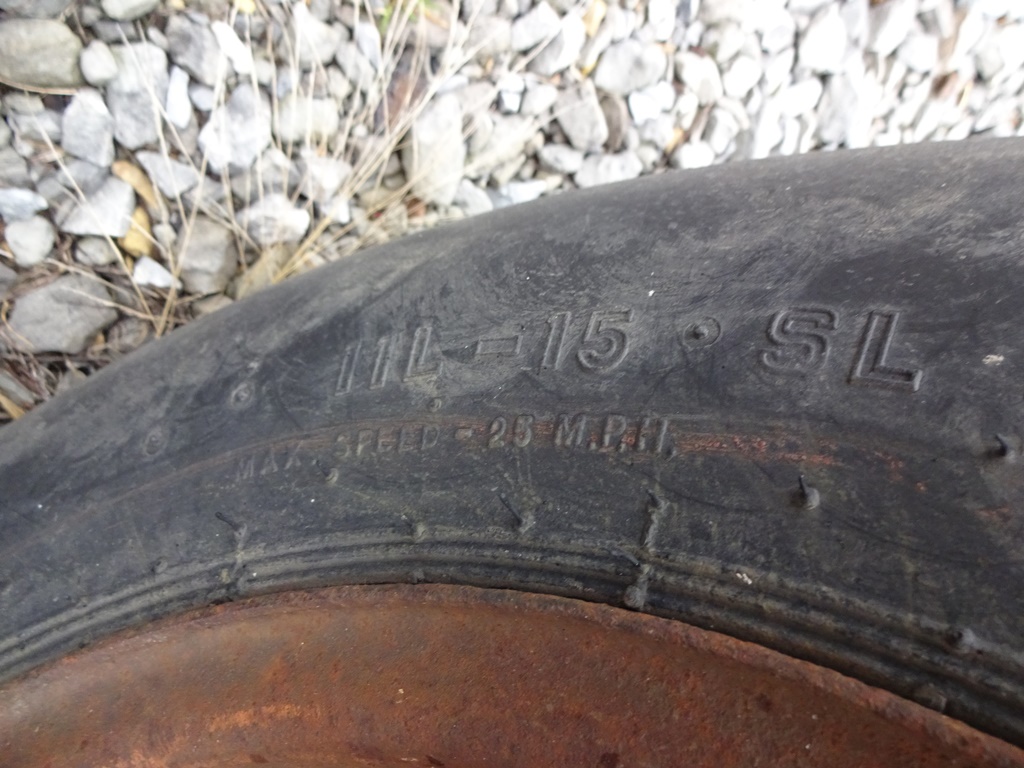 11L-15 • SL
MAX. SPEED - 25 M.P.H.